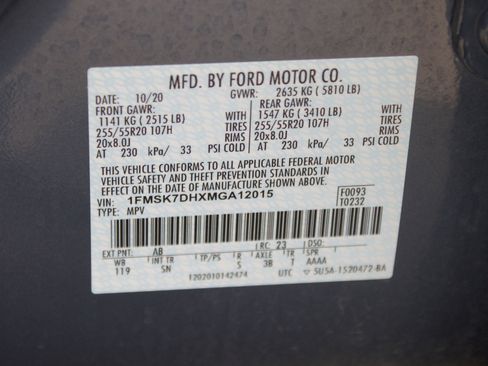 MFD. BY FORD MOTOR CO.
DATE: 10/20 GVWR: 2635 KG ( 5810 LB)
FRONT GAWR: REAR GAWR:
1141 KG ( 2515 LB) WITH 1547 KG ( 3410 LB) WITH
255/55R20 107H TIRES 255/55R20 107H TIRES
20x8.0J RIMS 20x8.0J RIMS
AT 230 kPa/ 33 PSI COLD AT 230 kPa/ 33 PSI COLD
THIS VEHICLE CONFORMS TO ALL APPLICABLE FEDERAL MOTOR
VEHICLE SAFETY AND THEFT PREVENTION STANDARDS IN
EFFECT ON THE DATE OF MANUFACTURE SHOWN ABOVE.
VIN: 1FMSK7DHXMGA12015 F0093
TYPE: MPV T0232
EXT PNT: AB RC: 23 DSO:
WB INT TR TP/PS R AXLE TR SPR
119 SN 5 3B T AAAA
1202010142474 UTC 5U5A-1520472-BA